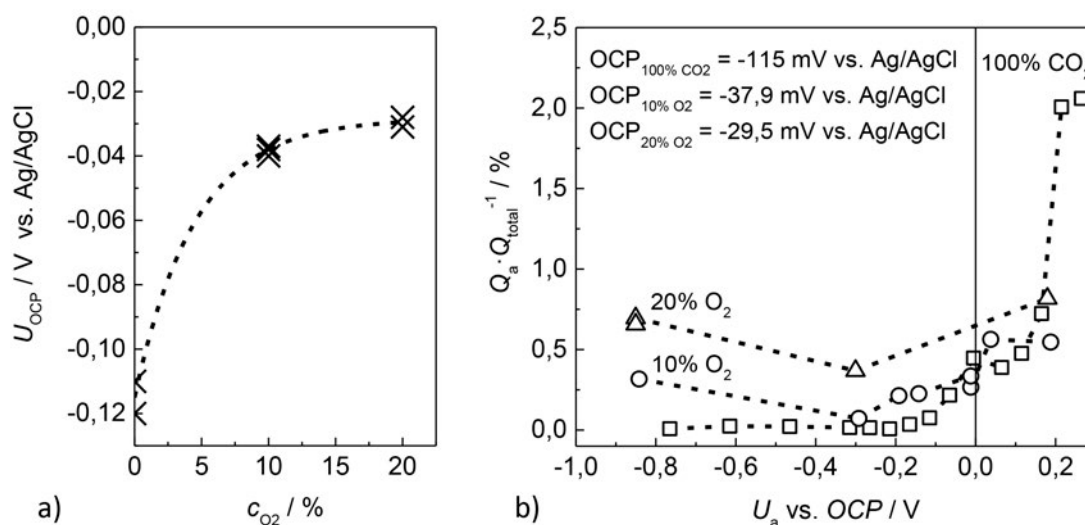 0,00
-0,02
-0,04
-0,06
-0,08
-0,10
-0,12
U_OCP / V vs. Ag/AgCl
0 5 10 15 20
c_O2 / %
a)
2,5
2,0
1,5
1,0
0,5
0,0
Q_a · Q_total^-1 / %
OCP_100% CO2 = -115 mV vs. Ag/AgCl
OCP_10% O2 = -37,9 mV vs. Ag/AgCl
OCP_20% O2 = -29,5 mV vs. Ag/AgCl
100% CO
20% O_2
10% O_2
-1,0 -0,8 -0,6 -0,4 -0,2 0,0 0,2
U_a vs. OCP / V
b)